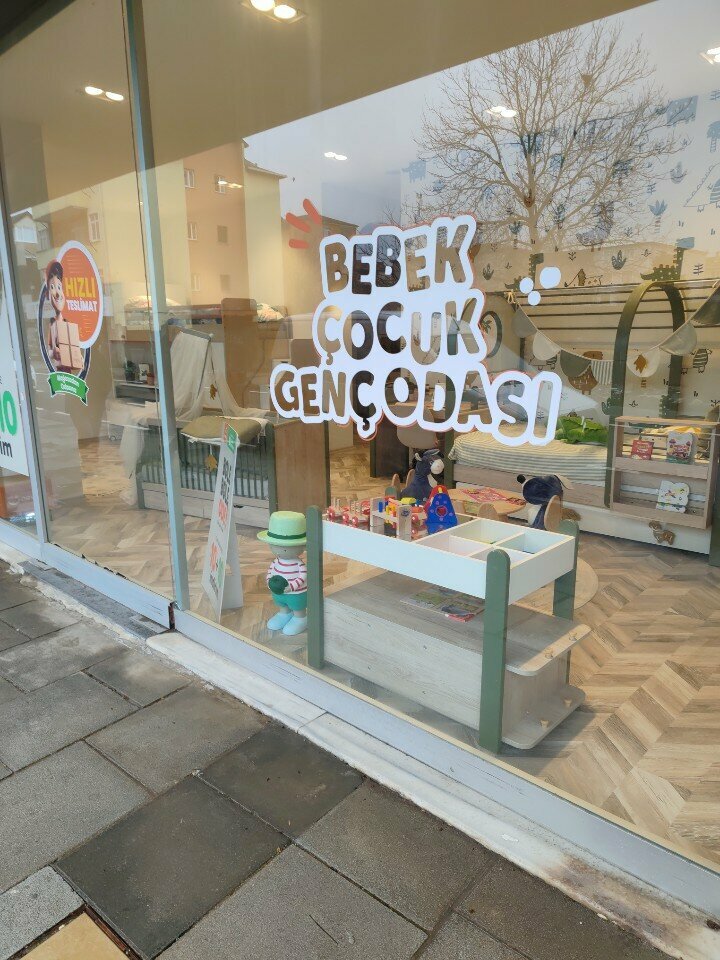 HIZLI
TESLİMAT
BEBEK
ÇOCUK
GENÇODASI